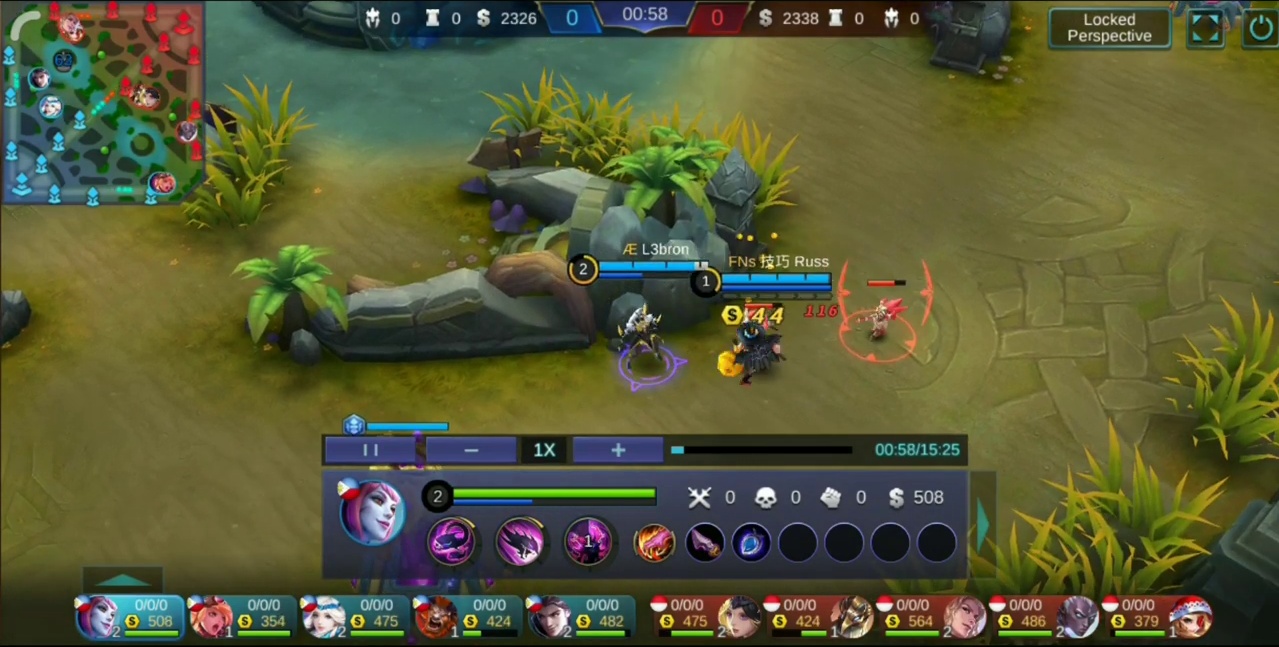 0 0 $ 2326 0 00:58 0 $ 2338 0 0
Locked
Perspective
Æ L3bron
2
FNs 技巧 Russ
1
S 44
116
1X
00:58/15:25
2
0 0 0 $ 508
1
0/0/0 0/0/0 0/0/0 0/0/0 0/0/0 0/0/0 0/0/0 0/0/0 0/0/0 0/0/0
S 508 S 354 S 475 S 424 S 482 S 475 S 424 S 564 S 486 S 379
2 1 2 1 2 2 1 2 2 1